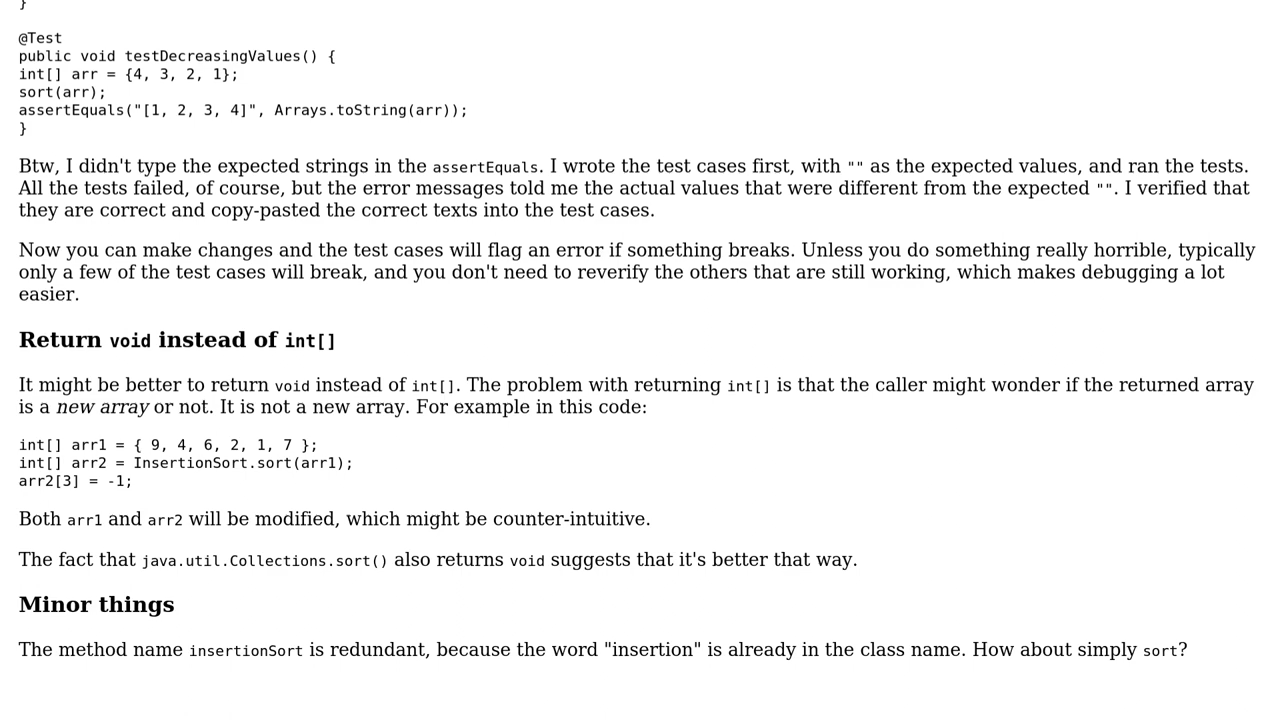 }
@Test
public void testDecreasingValues() {
int[] arr = {4, 3, 2, 1};
sort(arr);
assertEquals("[1, 2, 3, 4]", Arrays.toString(arr));
}
Btw, I didn't type the expected strings in the assertEquals. I wrote the test cases first, with "" as the expected values, and ran the tests.
All the tests failed, of course, but the error messages told me the actual values that were different from the expected "". I verified that
they are correct and copy-pasted the correct texts into the test cases.
Now you can make changes and the test cases will flag an error if something breaks. Unless you do something really horrible, typically
only a few of the test cases will break, and you don't need to reverify the others that are still working, which makes debugging a lot
easier.
Return void instead of int[]
It might be better to return void instead of int[]. The problem with returning int[] is that the caller might wonder if the returned array
is a new array or not. It is not a new array. For example in this code:
int[] arr1 = { 9, 4, 6, 2, 1, 7 };
int[] arr2 = InsertionSort.sort(arr1);
arr2[3] = -1;
Both arr1 and arr2 will be modified, which might be counter-intuitive.
The fact that java.util.Collections.sort() also returns void suggests that it's better that way.
Minor things
The method name insertionSort is redundant, because the word "insertion" is already in the class name. How about simply sort?